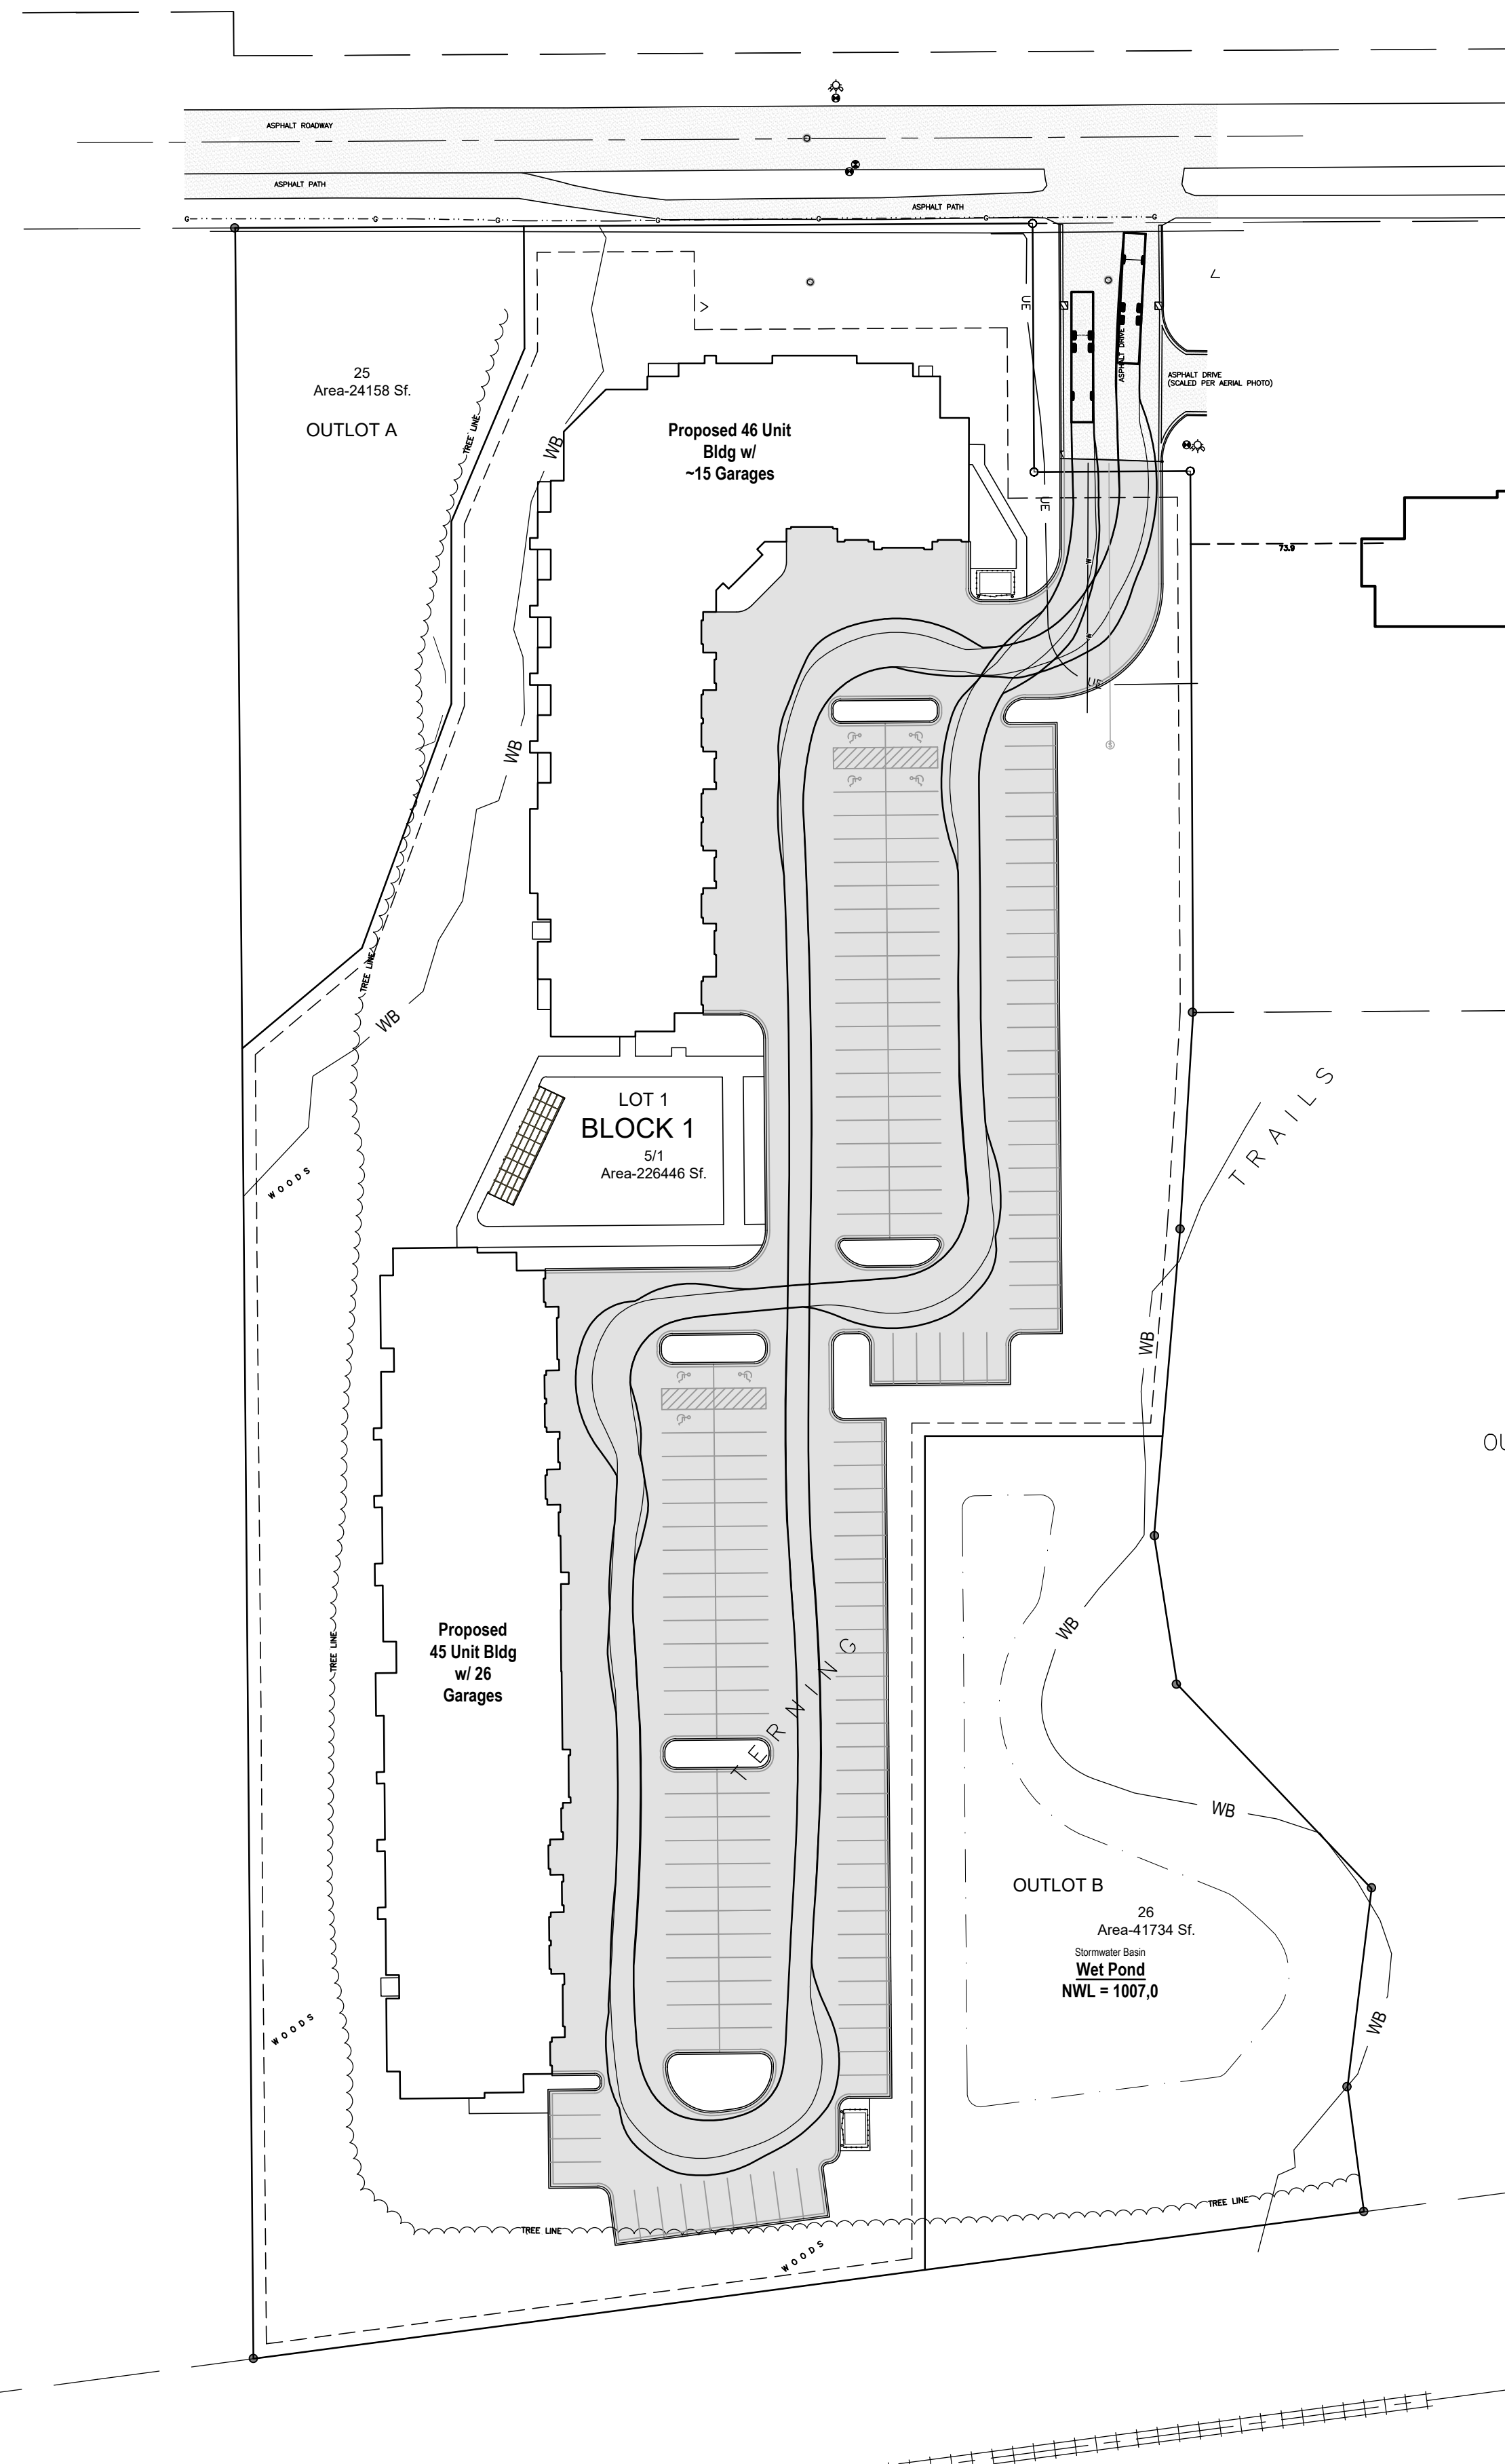 ASPHALT ROADWAY
ASPHALT PATH
ASPHALT PATH
G
G
G
G
G
G
G
UE
ASPHALT DRIVE
ASPHALT DRIVE
(SCALED PER AERIAL PHOTO)
25
Area-24158 Sf.
OUTLOT A
TREE LINE
WB
Proposed 46 Unit
Bldg w/
~15 Garages
UE
73.9
W
W
UE
S
WB
TREE LINE
WB
WOODS
LOT 1
BLOCK 1
5/1
Area-226446 Sf.
TRAILS
WB
OU
TREE LINE
Proposed
45 Unit Bldg
w/ 26
Garages
TERNING
WB
WB
OUTLOT B
26
Area-41734 Sf.
Stormwater Basin
Wet Pond
NWL = 1007,0
WB
WOODS
TREE LINE
TREE LINE
WOODS